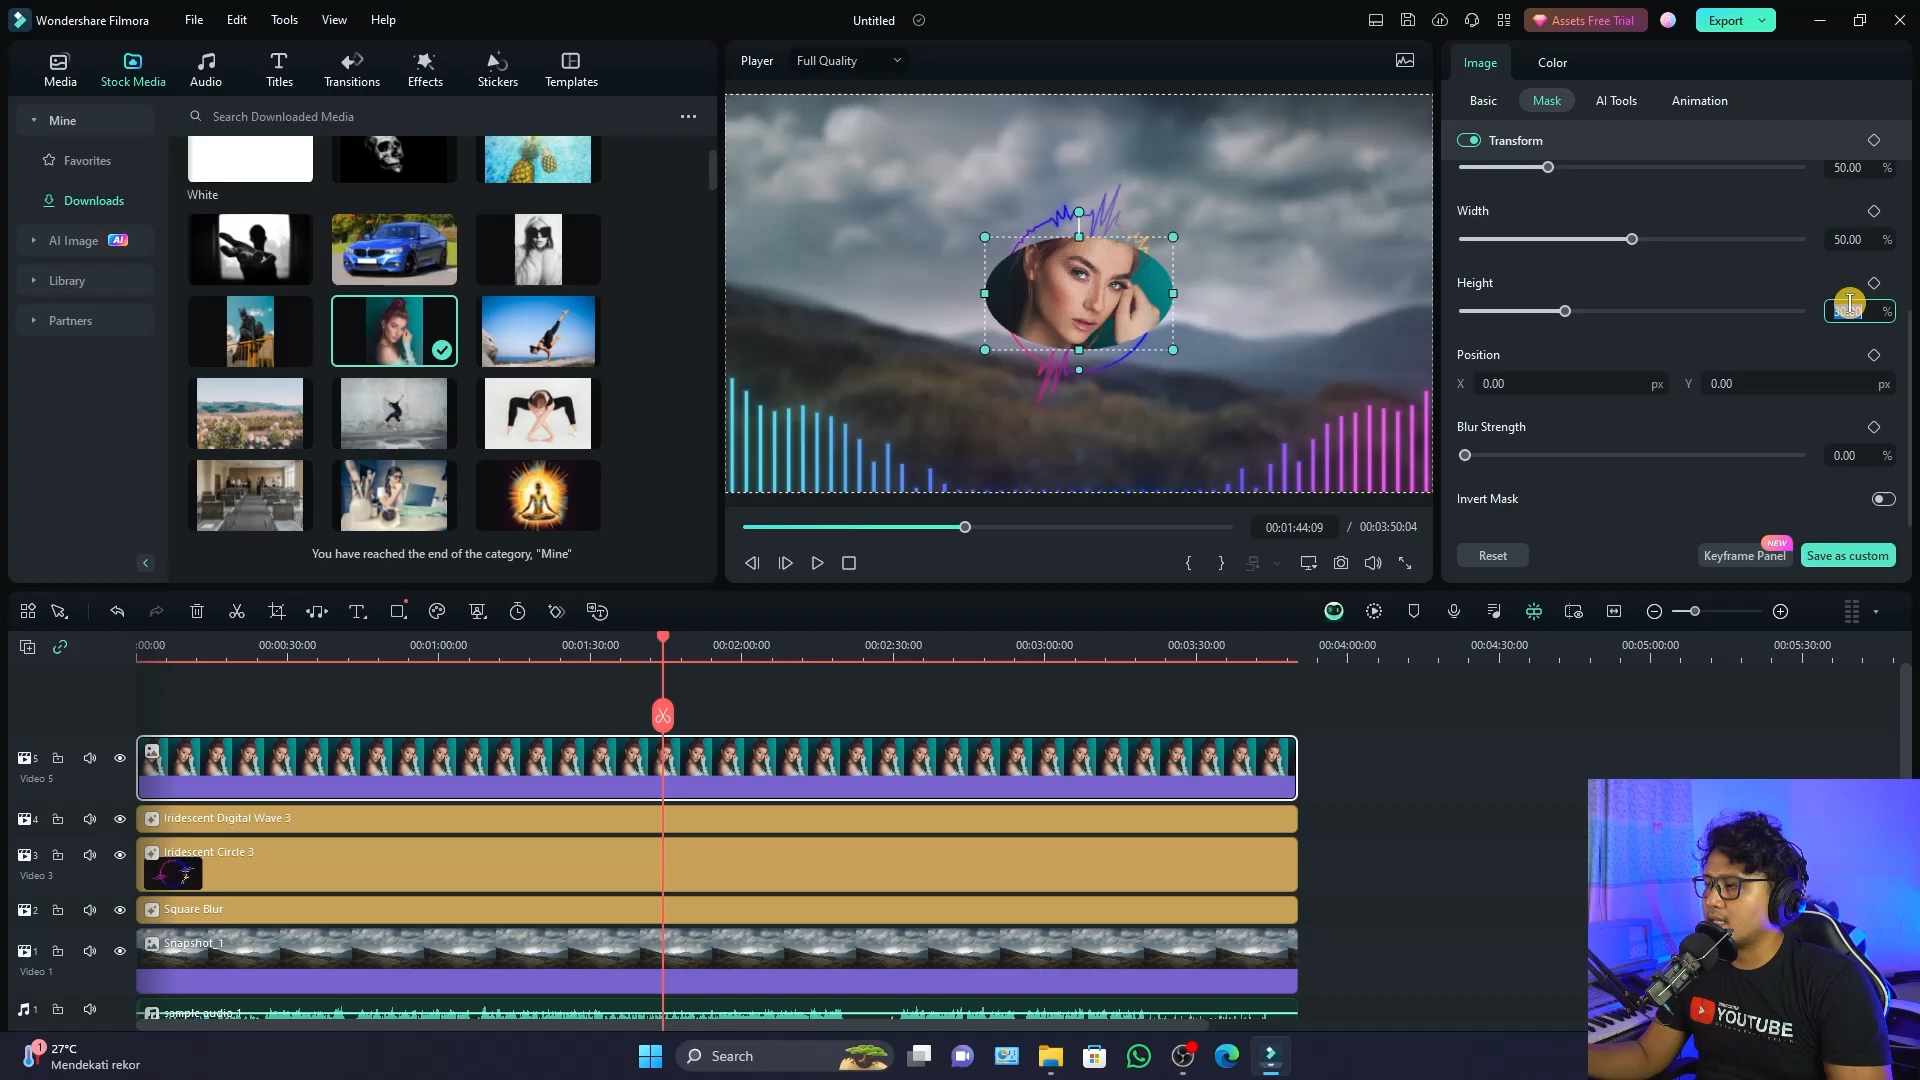 Wondershare Filmora File Edit Tools View Help Untitled Assets Free Trial Export
Media Stock Media Audio Titles Transitions Effects Stickers Templates
Mine
Favorites
Downloads
AI Image AI
Library
Partners
Search Downloaded Media
White
You have reached the end of the category, "Mine"
Player Full Quality
00:01:44:09 / 00:03:50:04
Image Color
Basic Mask AI Tools Animation
Transform
50.00 %
Width
50.00 %
Height
30.00 %
Position
X 0.00 px Y 0.00 px
Blur Strength
0.00 %
Invert Mask
NEW
Reset Keyframe Panel Save as custom
:00:00 00:00:30:00 00:01:00:00 00:01:30:00 00:02:00:00 00:02:30:00 00:03:00:00 00:03:30:00 00:04:00:00 00:04:30:00 00:05:00:00 00:05:30:00
5
Video 5
4 Iridescent Digital Wave 3
3 Iridescent Circle 3
Video 3
2 Square Blur
1 Snapshot_1
Video 1
1 sample audio 1
YOUTUBE
1 27°C
Mendekati rekor
Search